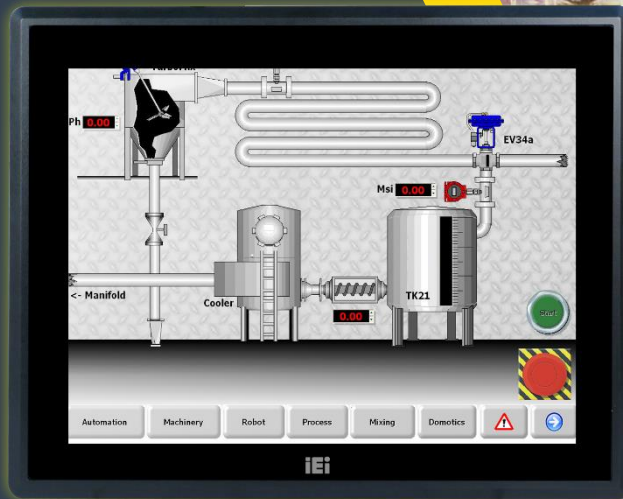 Ph 0.00
EV34a
Msi 0.00
<- Manifold
Cooler
TK21
0.00
Start
Automation Machinery Robot Process Mixing Domotics
iEi